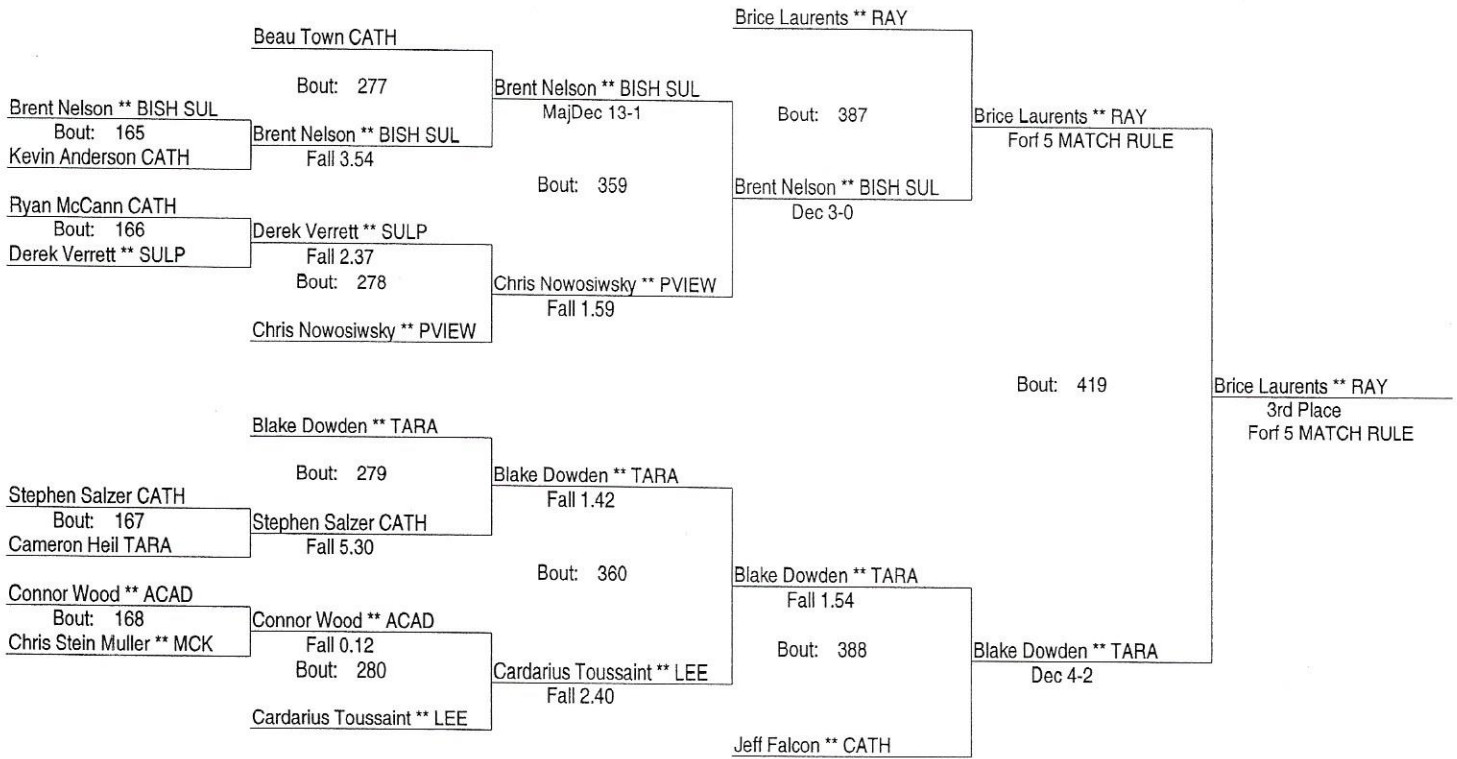 Brice Laurents ** RAY
Beau Town CATH
Bout: 277
Brent Nelson ** BISH SUL
MajDec 13-1
Brent Nelson ** BISH SUL
Bout: 165
Kevin Anderson CATH
Brent Nelson ** BISH SUL
Fall 3.54
Bout: 387
Brice Laurents ** RAY
Forf 5 MATCH RULE
Bout: 359
Brent Nelson ** BISH SUL
Dec 3-0
Ryan McCann CATH
Bout: 166
Derek Verrett ** SULP
Derek Verrett ** SULP
Fall 2.37
Bout: 278
Chris Nowosiwsky ** PVIEW
Fall 1.59
Chris Nowosiwsky ** PVIEW
Bout: 419
Brice Laurents ** RAY
3rd Place
Forf 5 MATCH RULE
Blake Dowden ** TARA
Bout: 279
Blake Dowden ** TARA
Fall 1.42
Stephen Salzer CATH
Bout: 167
Cameron Heil TARA
Stephen Salzer CATH
Fall 5.30
Bout: 360
Blake Dowden ** TARA
Fall 1.54
Connor Wood ** ACAD
Bout: 168
Chris Stein Muller ** MCK
Connor Wood ** ACAD
Fall 0.12
Bout: 280
Cardarius Toussaint ** LEE
Fall 2.40
Cardarius Toussaint ** LEE
Bout: 388
Blake Dowden ** TARA
Dec 4-2
Jeff Falcon ** CATH